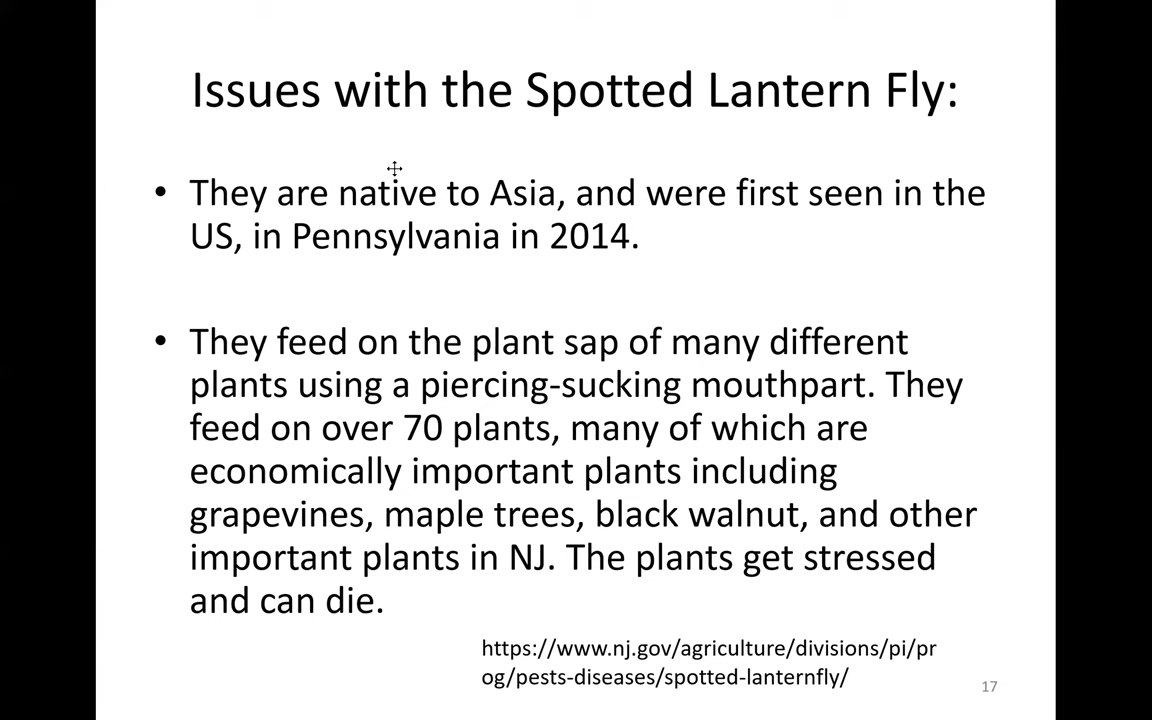 Issues with the Spotted Lantern Fly:
• They are native to Asia, and were first seen in the
US, in Pennsylvania in 2014.
• They feed on the plant sap of many different
plants using a piercing-sucking mouthpart. They
feed on over 70 plants, many of which are
economically important plants including
grapevines, maple trees, black walnut, and other
important plants in NJ. The plants get stressed
and can die.
https://www.nj.gov/agriculture/divisions/pi/pr
og/pests-diseases/spotted-lanternfly/
17